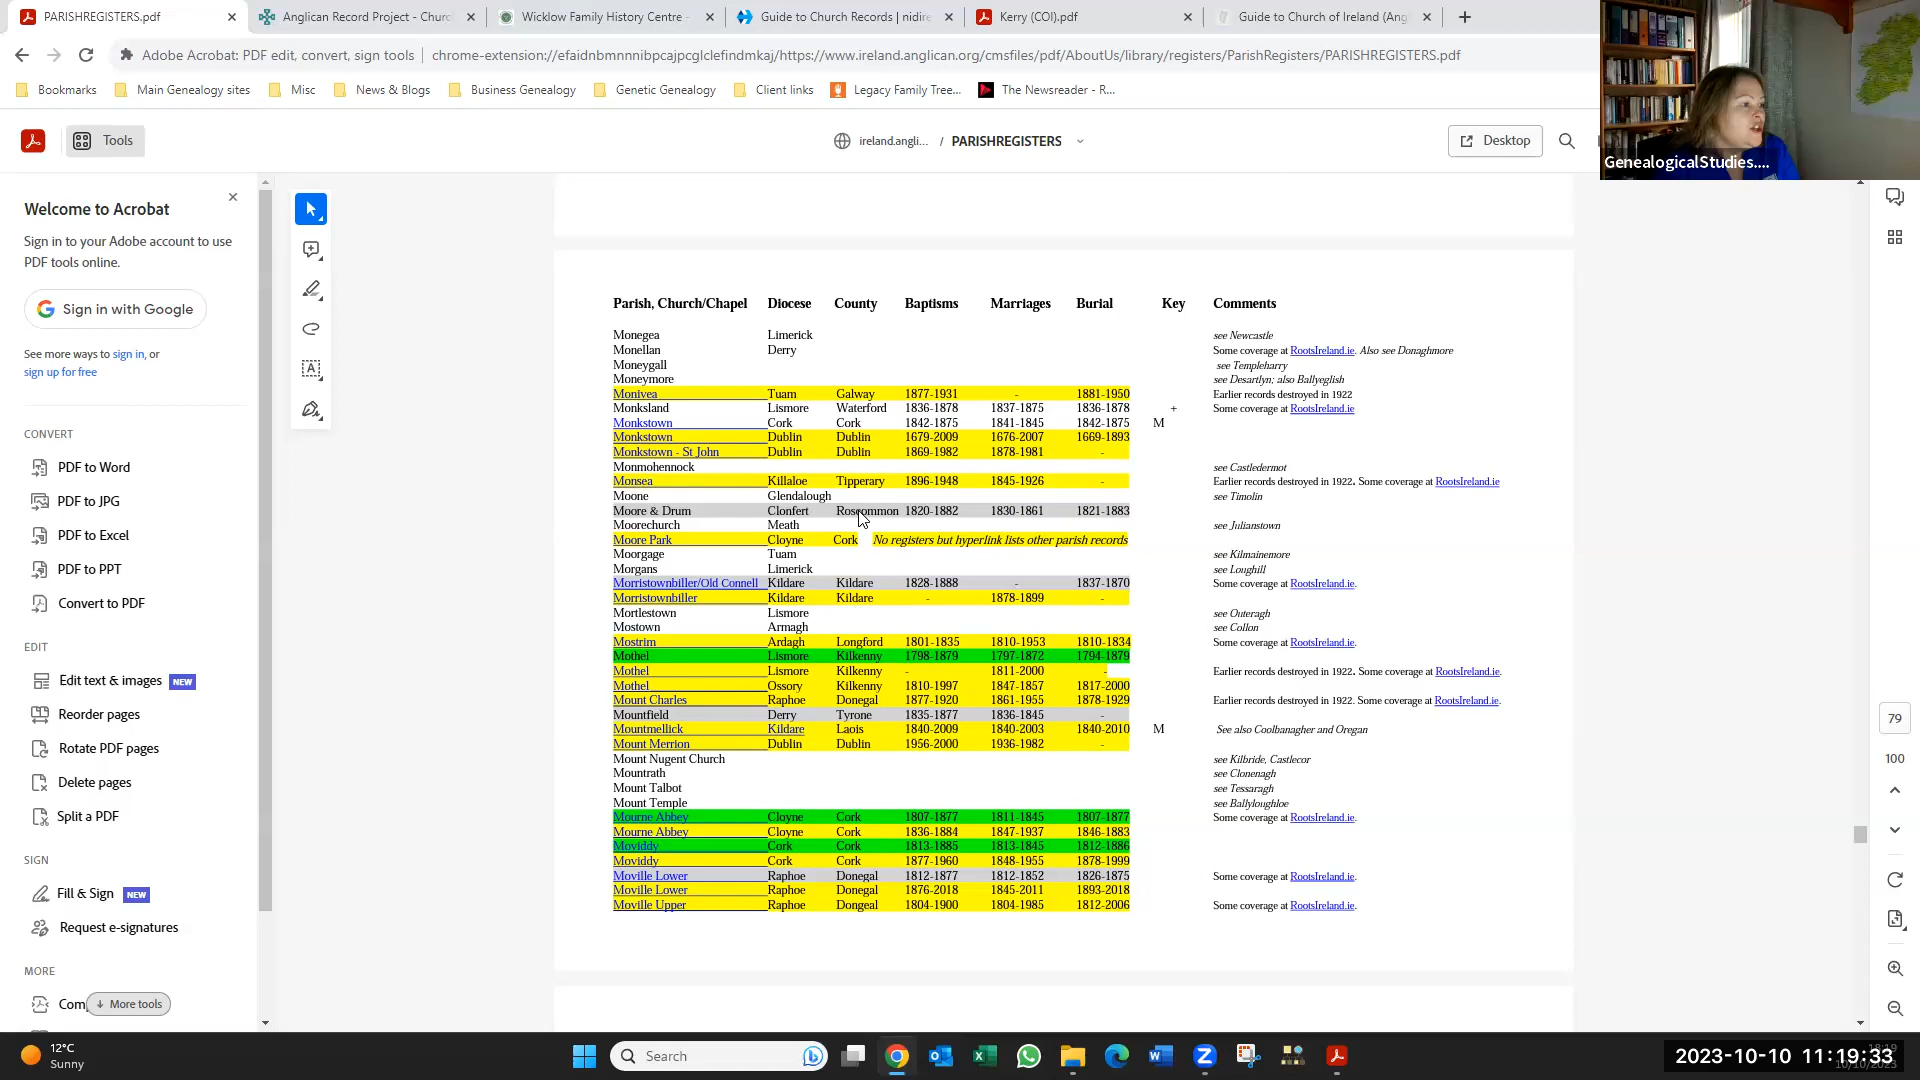 PARISHREGISTERS.pdf
Anglican Record Project - Churc
Wicklow Family History Centre -
Guide to Church Records | nidire
Kerry (COI).pdf
Guide to Church of Ireland (Ang
Adobe Acrobat: PDF edit, convert, sign tools
chrome-extension://efaidnbmnnnibpcajpcglclefindmkaj/https://www.ireland.anglican.org/cmsfiles/pdf/AboutUs/library/registers/ParishRegisters/PARISHREGISTERS.pdf
Bookmarks
Main Genealogy sites
Misc
News & Blogs
Business Genealogy
Genetic Genealogy
Client links
Legacy Family Tree...
The Newsreader - R...
GenealogicalStudies....
Tools
ireland.angli... / PARISHREGISTERS
Desktop
Welcome to Acrobat
Sign in to your Adobe account to use
PDF tools online.
Sign in with Google
See more ways to sign in, or
sign up for free
CONVERT
PDF to Word
PDF to JPG
PDF to Excel
PDF to PPT
Convert to PDF
EDIT
Edit text & images NEW
Reorder pages
Rotate PDF pages
Delete pages
Split a PDF
SIGN
Fill & Sign NEW
Request e-signatures
MORE
More tools
Parish, Church/Chapel Diocese County Baptisms Marriages Burial Key Comments
Monegea Limerick see Newcastle
Monellan Derry Some coverage at RootsIreland.ie. Also see Donaghmore
Moneygall see Templeharry
Moneymore see Desartlyn; also Ballyeglish
Monivea Tuam Galway 1877-1931 - 1881-1950 Earlier records destroyed in 1922
Monksland Lismore Waterford 1836-1878 1837-1875 1836-1878 + Some coverage at RootsIreland.ie
Monkstown Cork Cork 1842-1875 1841-1845 1842-1875 M
Monkstown Dublin Dublin 1679-2009 1676-2007 1669-1893
Monkstown - St John Dublin Dublin 1869-1982 1878-1981 -
Monmohennock see Castledermot
Monsea Killaloe Tipperary 1896-1948 1845-1926 - Earlier records destroyed in 1922. Some coverage at RootsIreland.ie
Moone Glendalough see Timolin
Moore & Drum Clonfert Roscommon 1820-1882 1830-1861 1821-1883
Moorechurch Meath see Julianstown
Moore Park Cloyne Cork No registers but hyperlink lists other parish records
Moorgage Tuam see Kilmainemore
Morgans Limerick see Loughill
Morristownbiller/Old Connell Kildare Kildare 1828-1888 - 1837-1870 Some coverage at RootsIreland.ie.
Morristownbiller Kildare Kildare - 1878-1899 -
Mortlestown Lismore see Outeragh
Mostown Armagh see Collon
Mostrim Ardagh Longford 1801-1835 1810-1953 1810-1834 Some coverage at RootsIreland.ie.
Mothel Lismore Kilkenny 1798-1879 1797-1872 1794-1879
Mothel Lismore Kilkenny - 1811-2000 - Earlier records destroyed in 1922. Some coverage at RootsIreland.ie.
Mothel Ossory Kilkenny 1810-1997 1847-1857 1817-2000
Mount Charles Raphoe Donegal 1877-1920 1861-1955 1878-1929 Earlier records destroyed in 1922. Some coverage at RootsIreland.ie.
Mountfield Derry Tyrone 1835-1877 1836-1845 -
Mountmellick Kildare Laois 1840-2009 1840-2003 1840-2010 M See also Coolbanagher and Oregan
Mount Merrion Dublin Dublin 1956-2000 1936-1982 -
Mount Nugent Church see Kilbride, Castlecor
Mountrath see Clonenagh
Mount Talbot see Tessaragh
Mount Temple see Ballyloughloe
Mourne Abbey Cloyne Cork 1807-1877 1811-1845 1807-1877 Some coverage at RootsIreland.ie.
Mourne Abbey Cloyne Cork 1836-1884 1847-1937 1846-1883
Moviddy Cork Cork 1813-1885 1813-1845 1812-1886
Moviddy Cork Cork 1877-1960 1848-1955 1878-1999
Moville Lower Raphoe Donegal 1812-1877 1812-1852 1826-1875 Some coverage at RootsIreland.ie.
Moville Lower Raphoe Donegal 1876-2018 1845-2011 1893-2018
Moville Upper Raphoe Dongeal 1804-1900 1804-1985 1812-2006 Some coverage at RootsIreland.ie.
79
100
12°C
Sunny
Search
2023-10-10 11:19:33